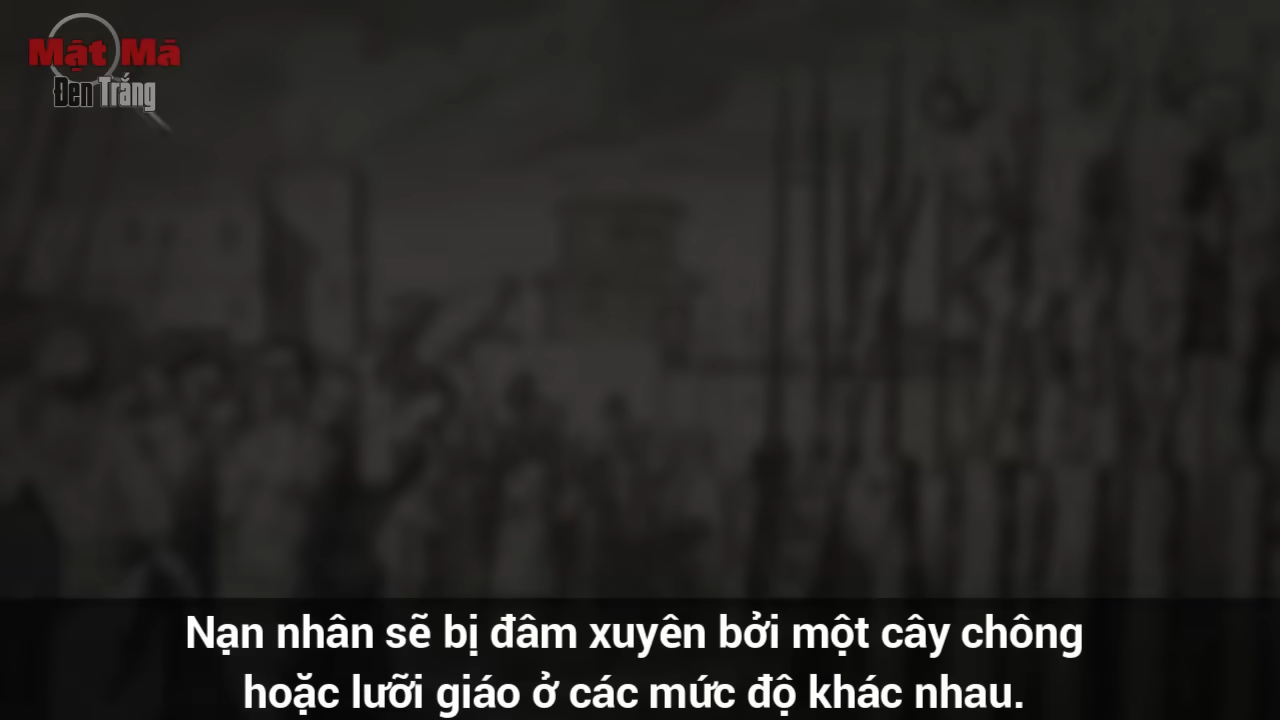 Mật Mã
Đen Trắng
Nạn nhân sẽ bị đâm xuyên bởi một cây chông
hoặc lưỡi giáo ở các mức độ khác nhau.